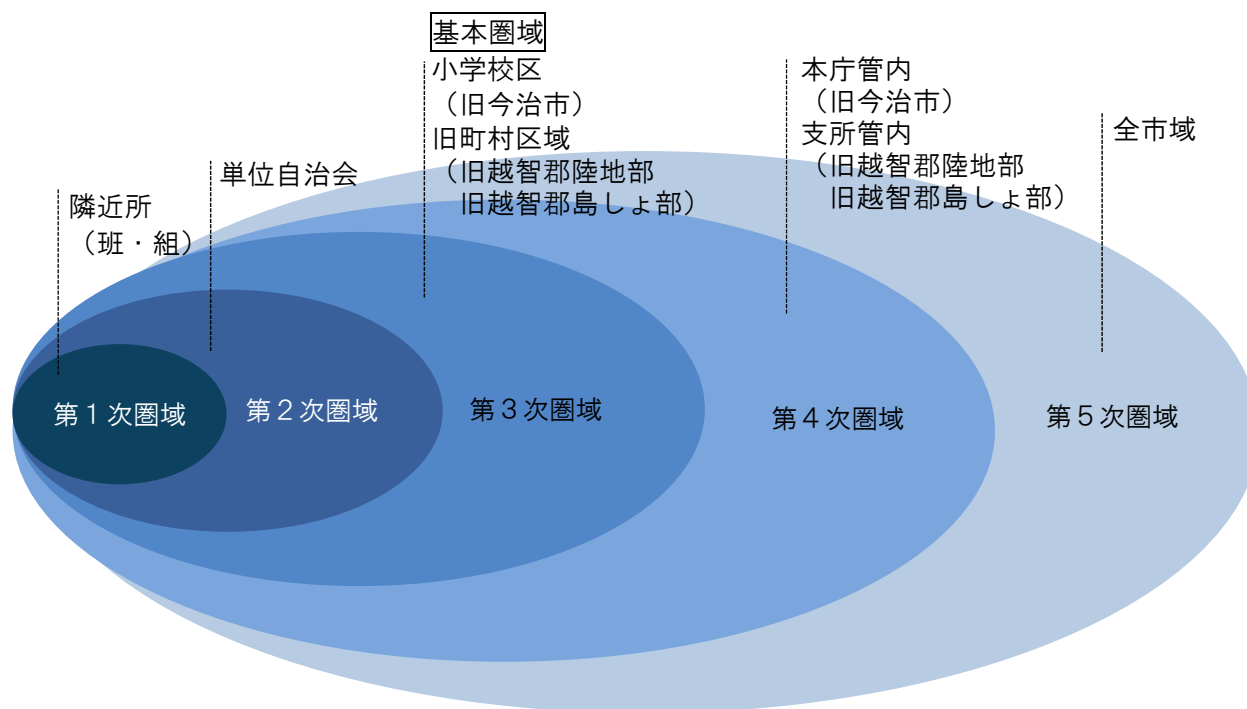 基本圏域
小学校区
（旧今治市）
旧町村区域
（旧越智郡陸地部
旧越智郡島しょ部）
本庁管内
（旧今治市）
支所管内
（旧越智郡陸地部
旧越智郡島しょ部）
全市域
単位自治会
隣近所
（班・組）
第１次圏域
第２次圏域
第３次圏域
第４次圏域
第５次圏域